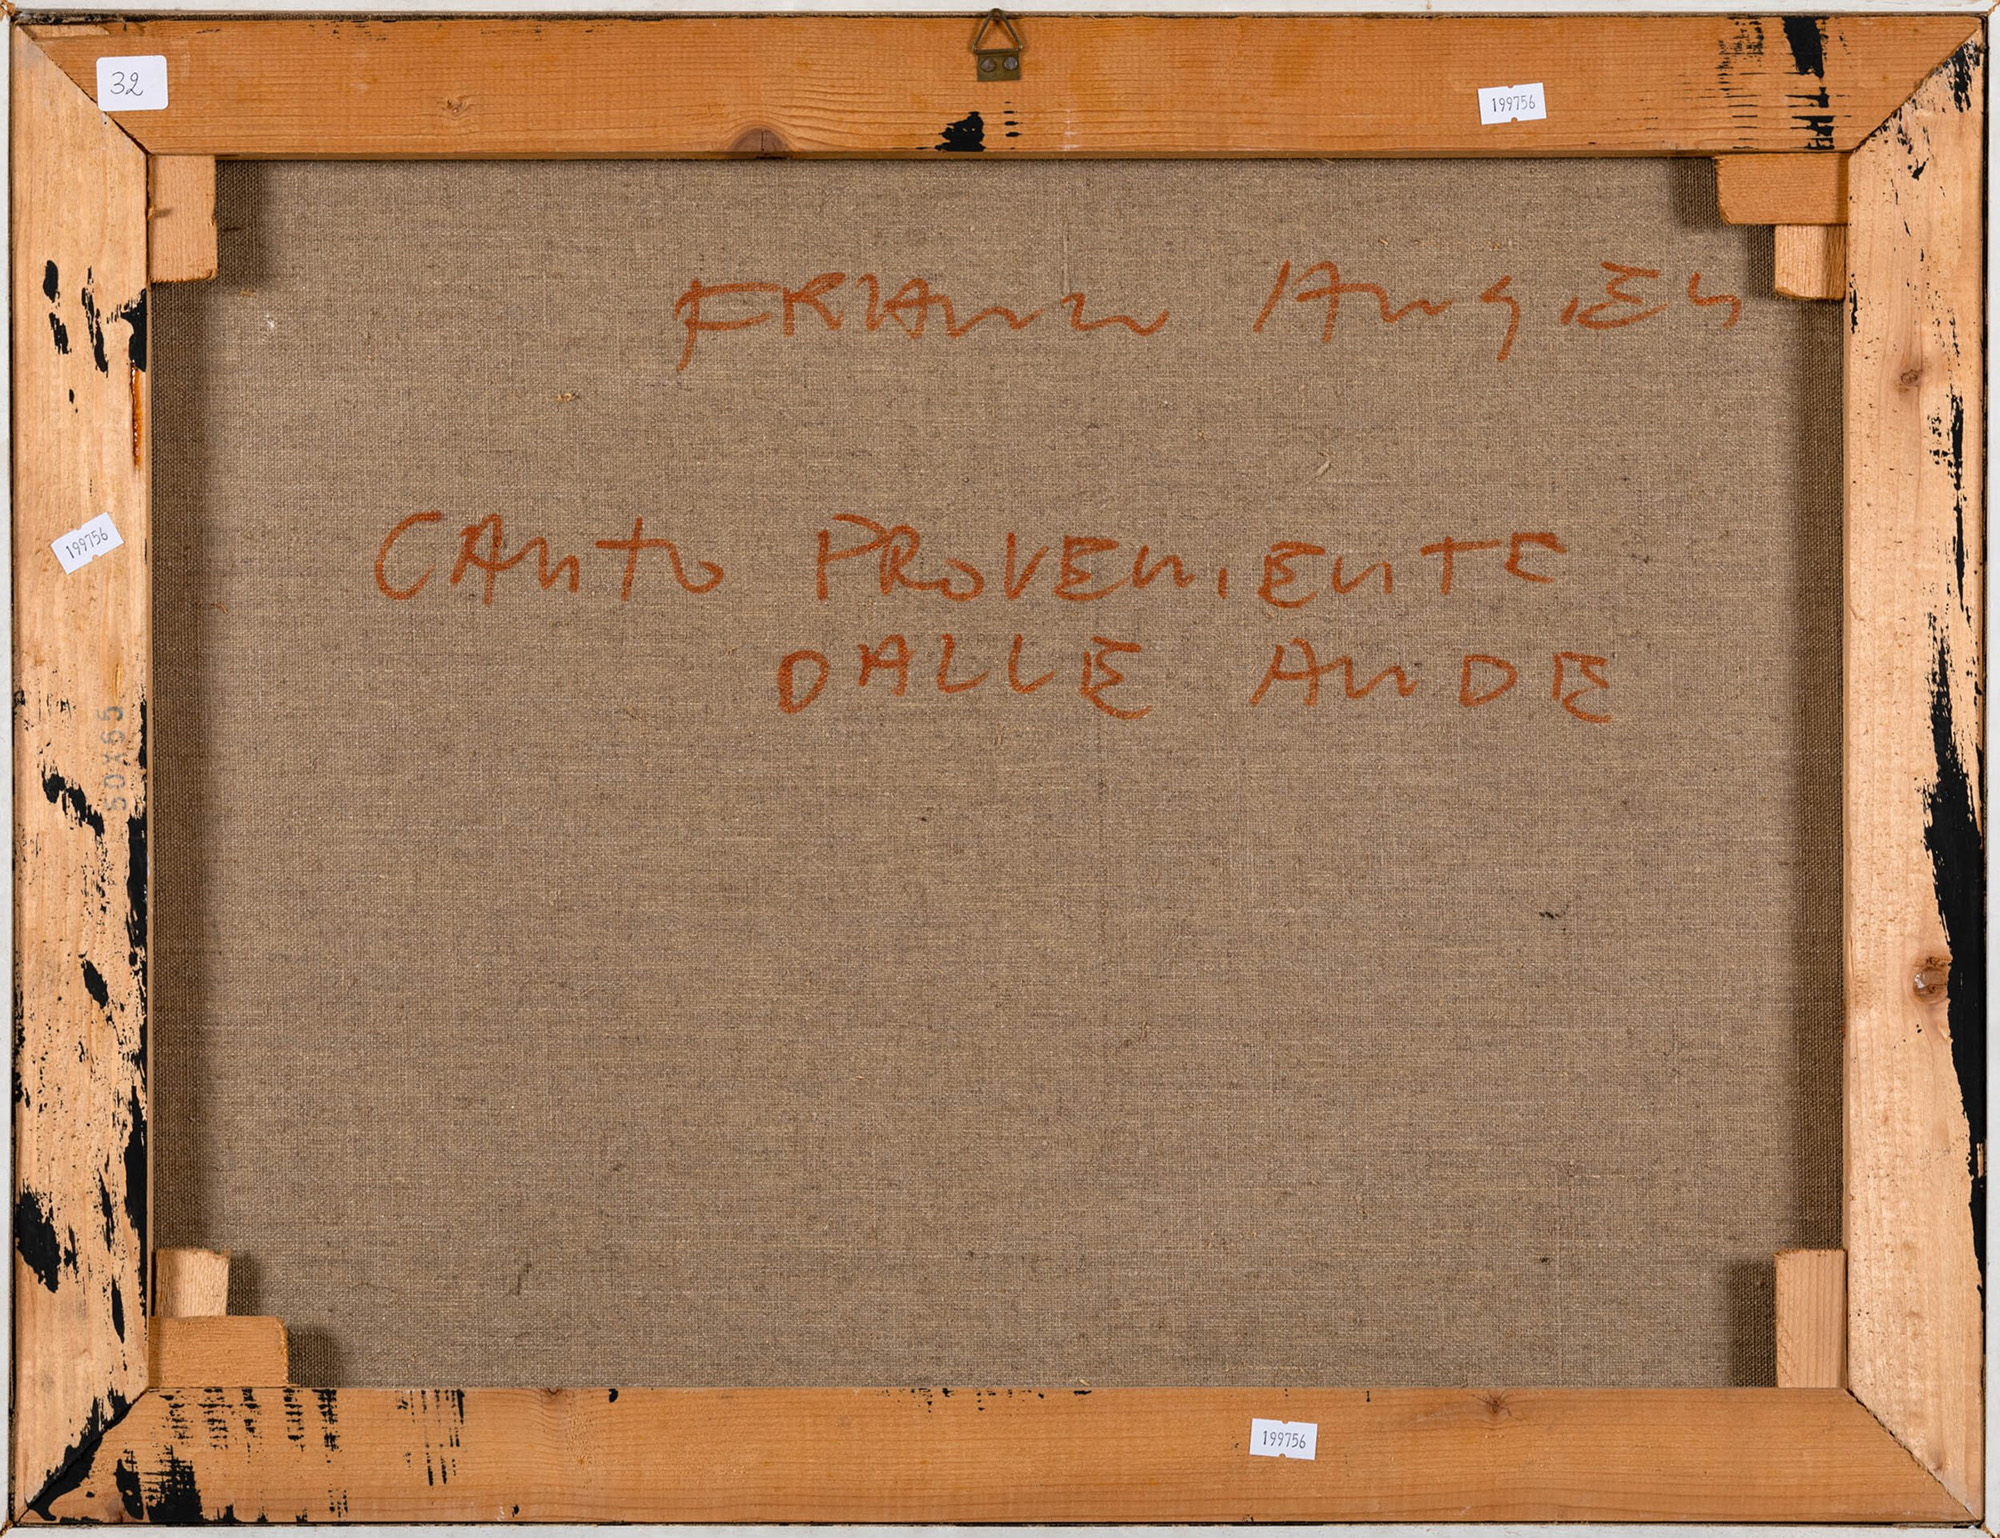 32
199756
FRANCO ANGELI
199756
CANTO PROVENIENTE
DALLE ANDE
50X65
199756